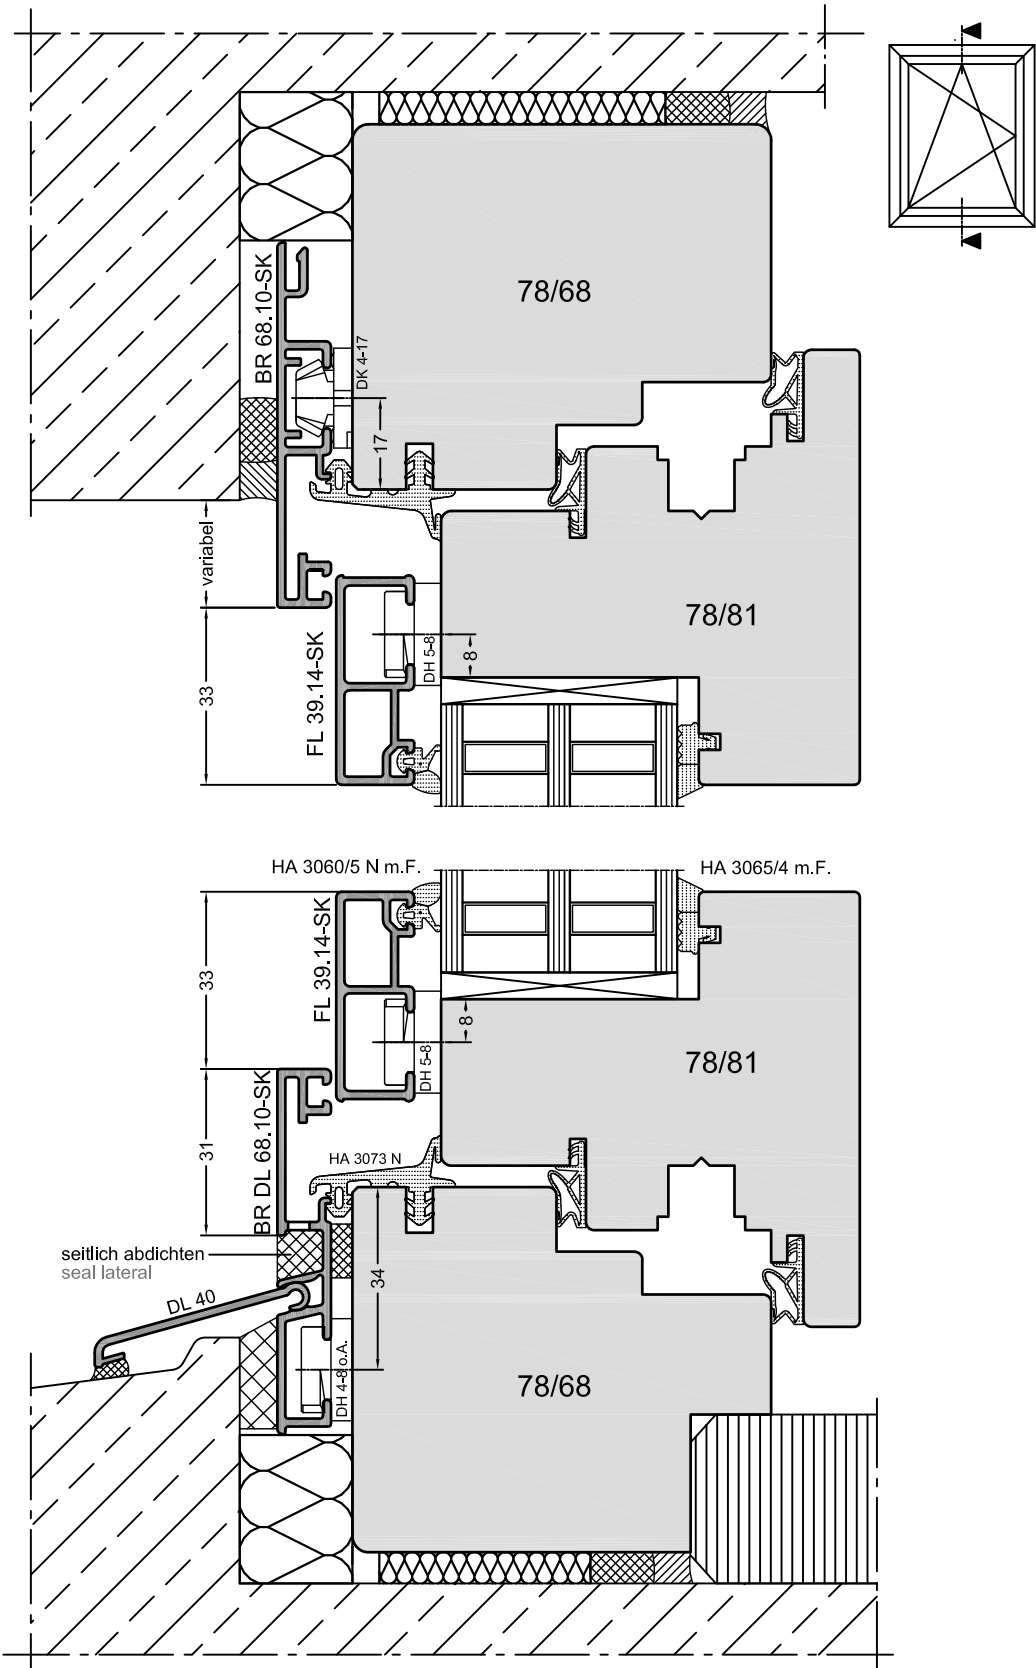 78/68
BR 68.10-SK
DK 4-17
17
variabel
78/81
FL 39.14-SK
DH 5-8
8
33
HA 3060/5 N m.F.
HA 3065/4 m.F.
33
FL 39.14-SK
DH 5-8
8
78/81
31
BR DL 68.10-SK
HA 3073 N
seitlich abdichten
seal lateral
34
DL 40
DH 4-8 o.A.
78/68